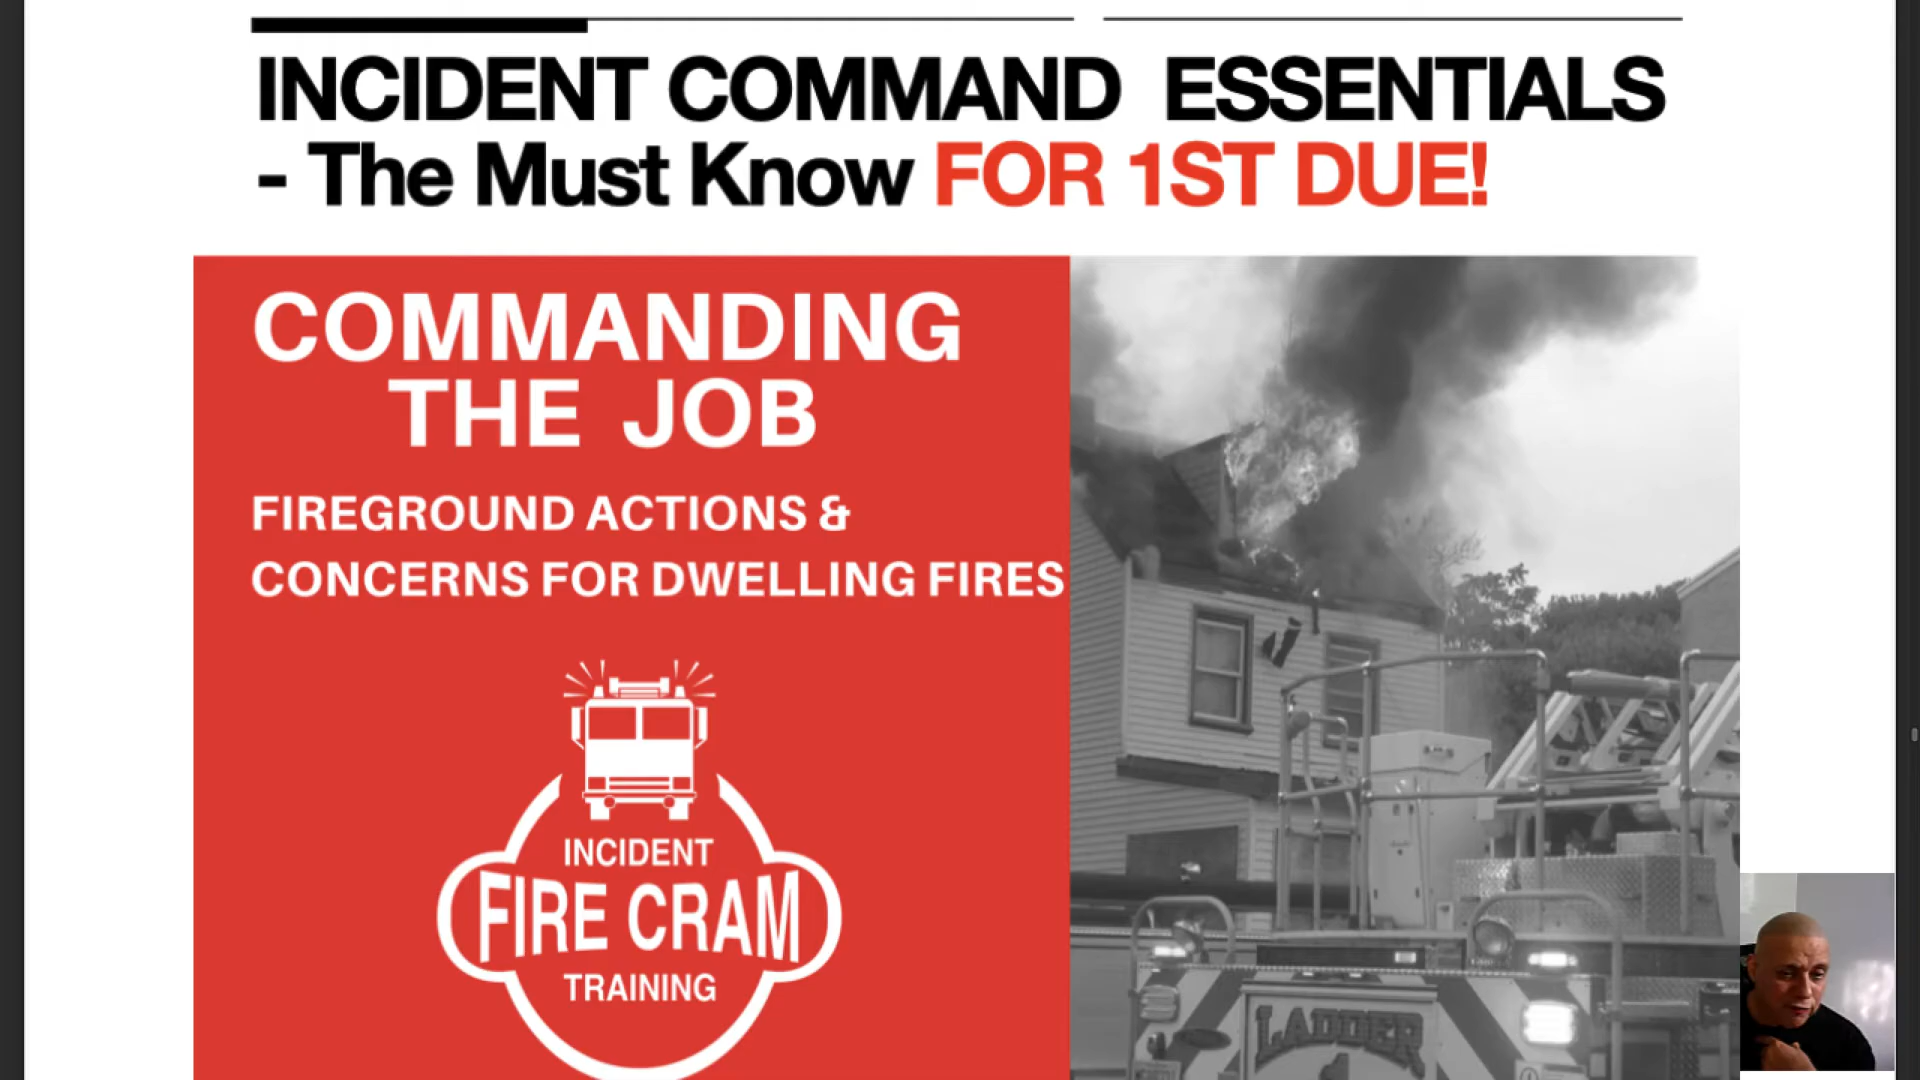 INCIDENT COMMAND ESSENTIALS
- The Must Know FOR 1ST DUE!
COMMANDING
THE JOB
FIREGROUND ACTIONS &
CONCERNS FOR DWELLING FIRES
INCIDENT
FIRE CRAM
TRAINING
LADDER